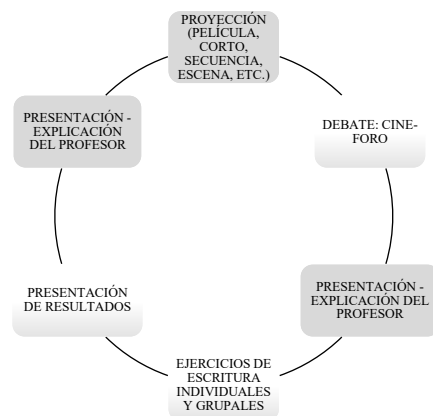 PROYECCIÓN
(PELÍCULA,
CORTO,
SECUENCIA,
ESCENA, ETC.)
DEBATE: CINE-
FORO
PRESENTACIÓN -
EXPLICACIÓN DEL
PROFESOR
EJERCICIOS DE
ESCRITURA
INDIVIDUALES
Y GRUPALES
PRESENTACIÓN
DE RESULTADOS
PRESENTACIÓN -
EXPLICACIÓN
DEL PROFESOR